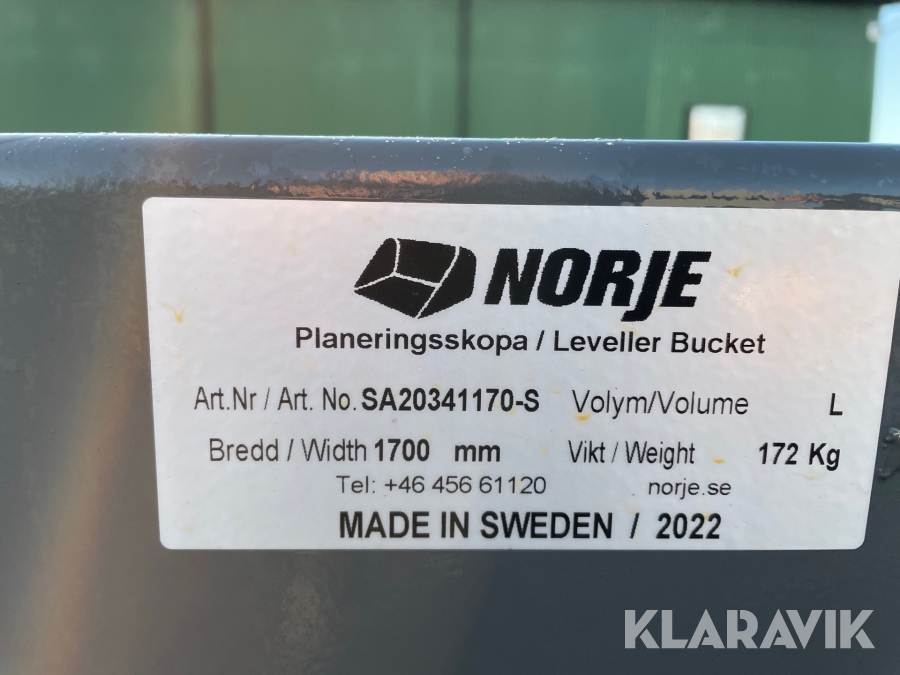 NORJE
Planeringsskopa / Leveller Bucket
Art.Nr / Art. No. SA20341170-S Volym/Volume L
Bredd / Width 1700 mm Vikt / Weight 172 Kg
Tel: +46 456 61120 norje.se
MADE IN SWEDEN / 2022
KLARAVIK